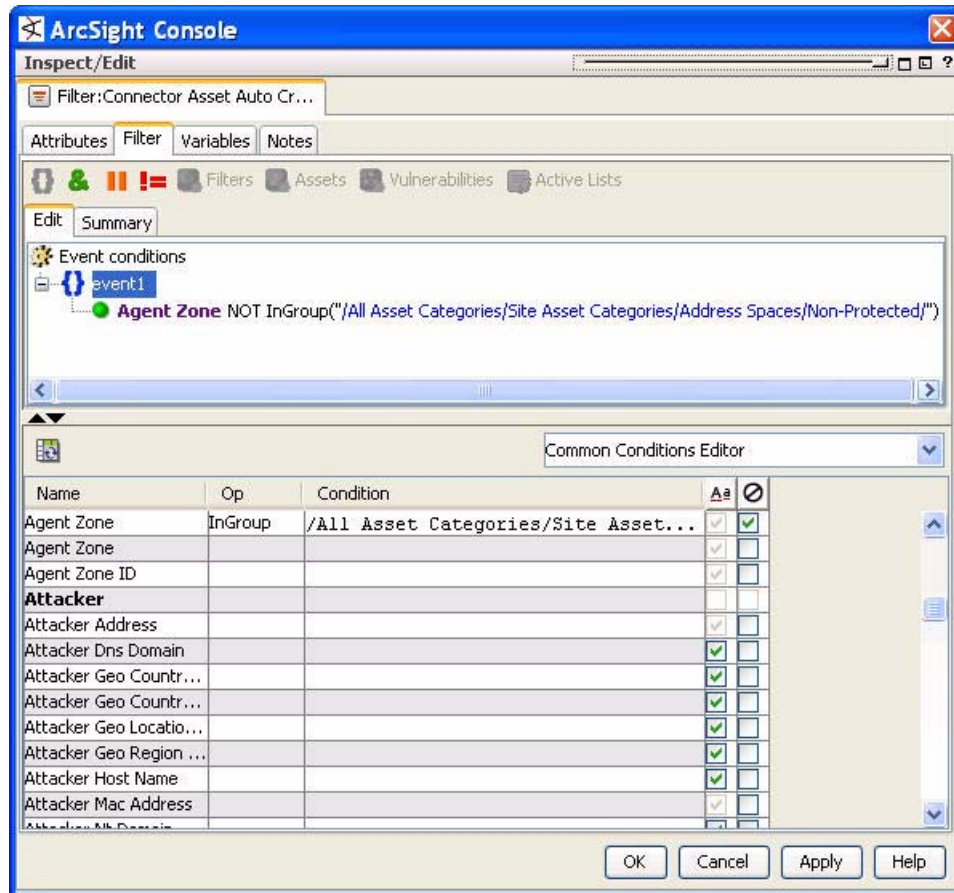 ArcSight Console
Inspect/Edit ?
Filter:Connector Asset Auto Cr...
Attributes Filter Variables Notes
{} & != Filters Assets Vulnerabilities Active Lists
Edit Summary
Event conditions
{} event1
Agent Zone NOT InGroup("/All Asset Categories/Site Asset Categories/Address Spaces/Non-Protected/")
Common Conditions Editor
Name Op Condition Aa
Agent Zone InGroup /All Asset Categories/Site Asset...
Agent Zone
Agent Zone ID
Attacker
Attacker Address
Attacker Dns Domain
Attacker Geo Countr...
Attacker Geo Countr...
Attacker Geo Locatio...
Attacker Geo Region ...
Attacker Host Name
Attacker Mac Address
Attacker Nt Domain
OK Cancel Apply Help